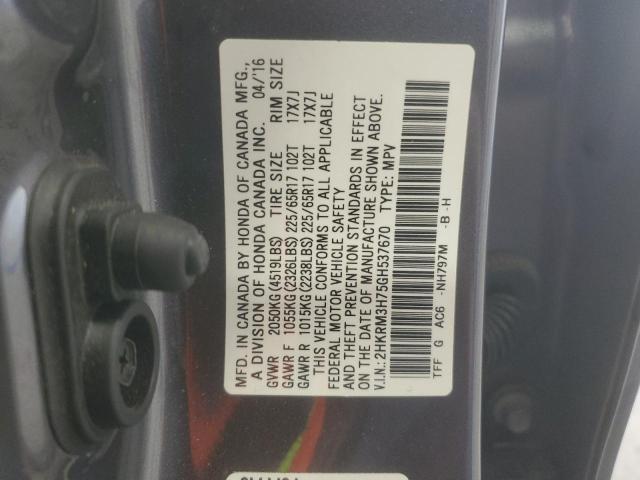 MFD. IN CANADA BY HONDA OF CANADA MFG.,
A DIVISION OF HONDA CANADA INC. 04/'16
GVWR 2050KG(4519LBS) TIRE SIZE RIM SIZE
GAWR F 1055KG(2326LBS) 225/65R17 102T 17X7J
GAWR R 1015KG(2238LBS) 225/65R17 102T 17X7J
THIS VEHICLE CONFORMS TO ALL APPLICABLE
FEDERAL MOTOR VEHICLE SAFETY
AND THEFT PREVENTION STANDARDS IN EFFECT
ON THE DATE OF MANUFACTURE SHOWN ABOVE.
V.I.N.: 2HKRM3H75GH537670 TYPE: MPV
TFF G AC6 -NH797M -B -H